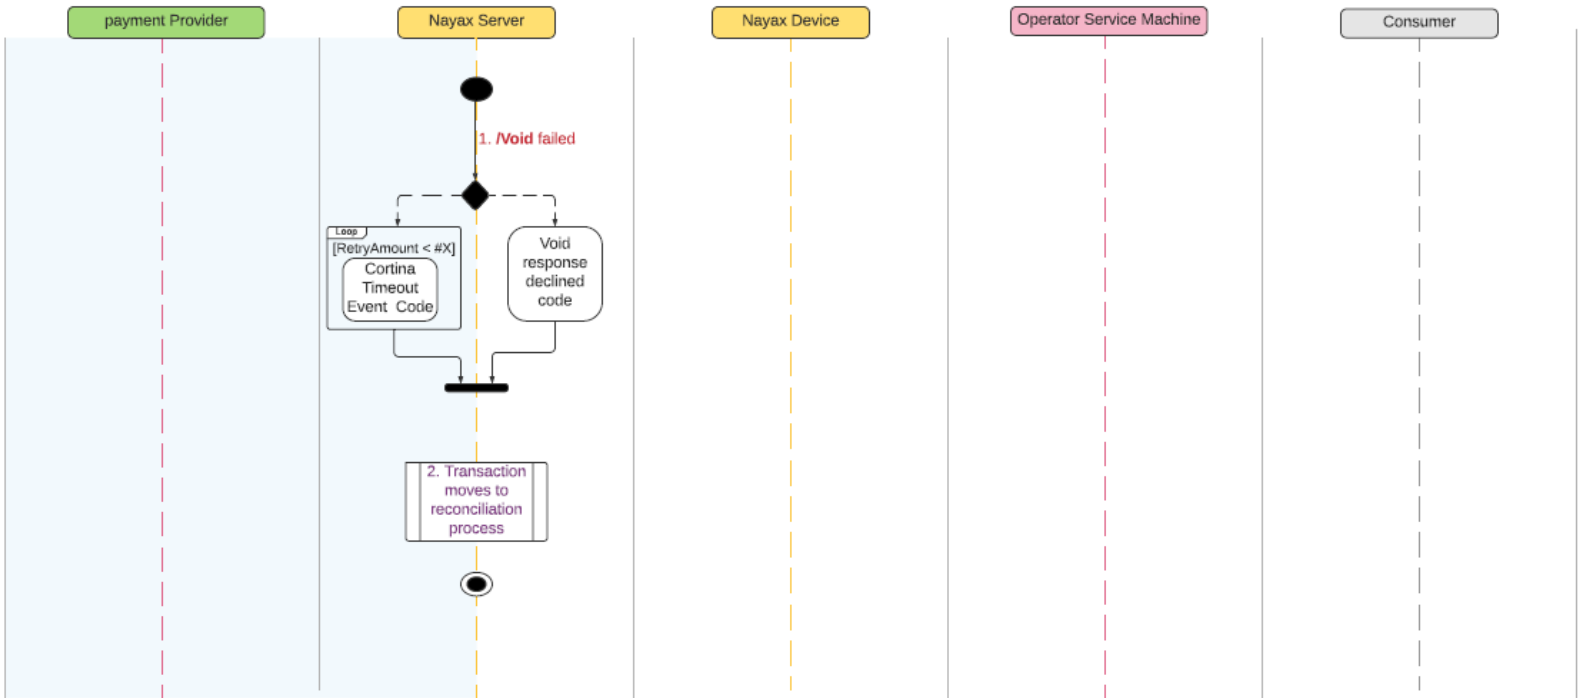 payment Provider
Nayax Server
Nayax Device
Operator Service Machine
Consumer
1. /Void failed
Loop
[RetryAmount < #X]
Cortina
Timeout
Event Code
Void
response
declined
code
2. Transaction
moves to
reconciliation
process